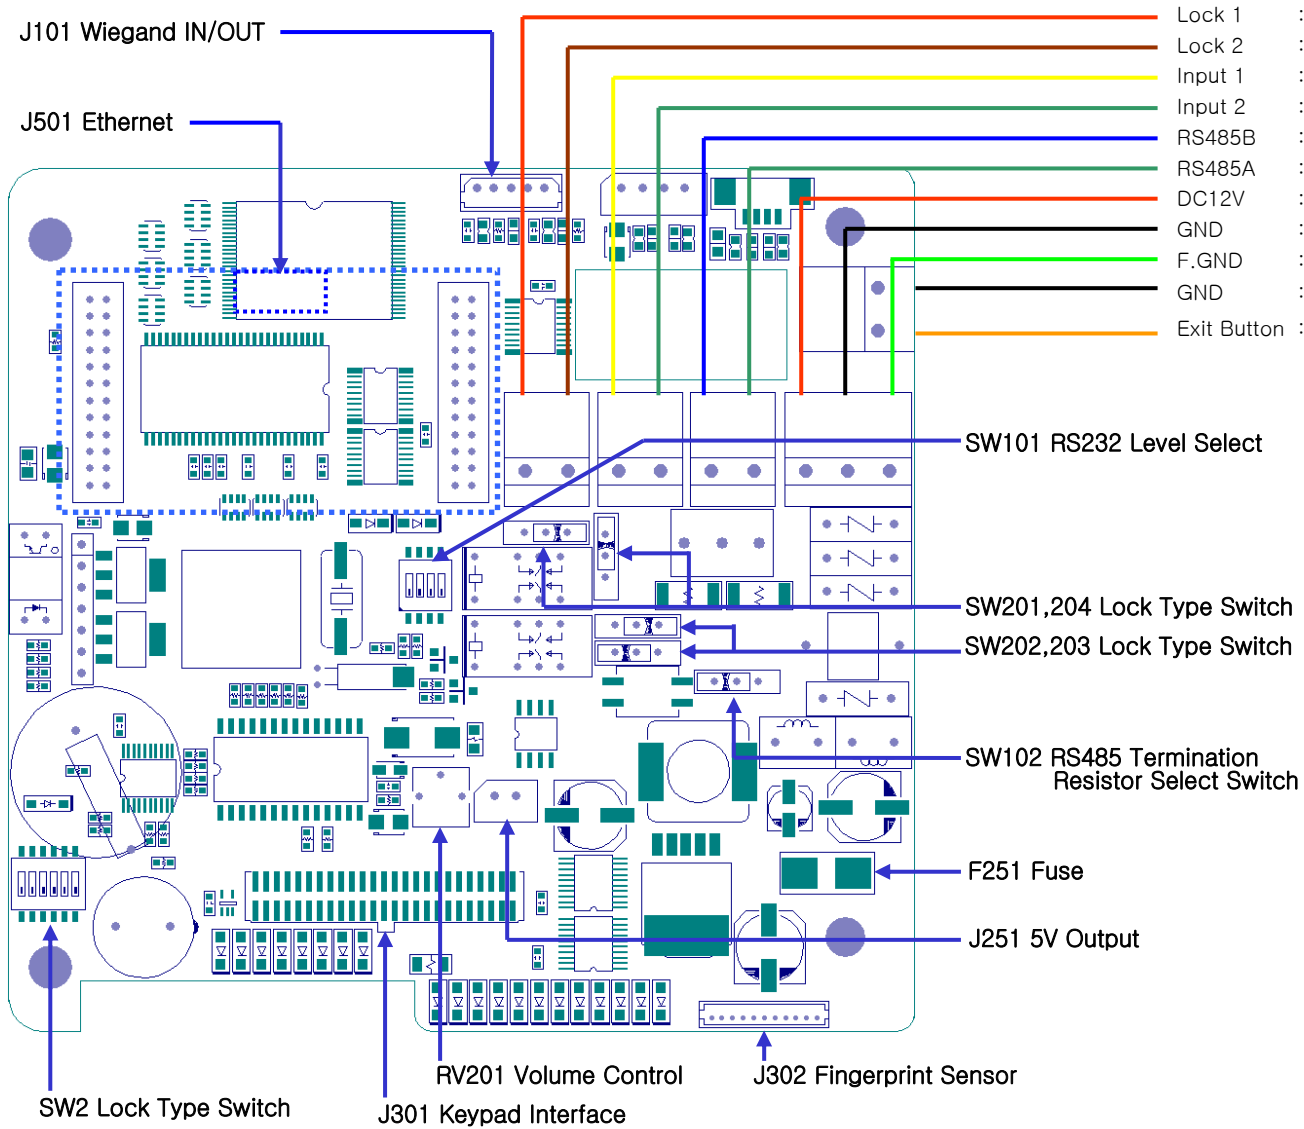 J101 Wiegand IN/OUT
J501 Ethernet
Lock 1 :
Lock 2 :
Input 1 :
Input 2 :
RS485B :
RS485A :
DC12V :
GND :
F.GND :
GND :
Exit Button :
SW101 RS232 Level Select
SW201,204 Lock Type Switch
SW202,203 Lock Type Switch
SW102 RS485 Termination
Resistor Select Switch
F251 Fuse
J251 5V Output
RV201 Volume Control
J302 Fingerprint Sensor
SW2 Lock Type Switch
J301 Keypad Interface